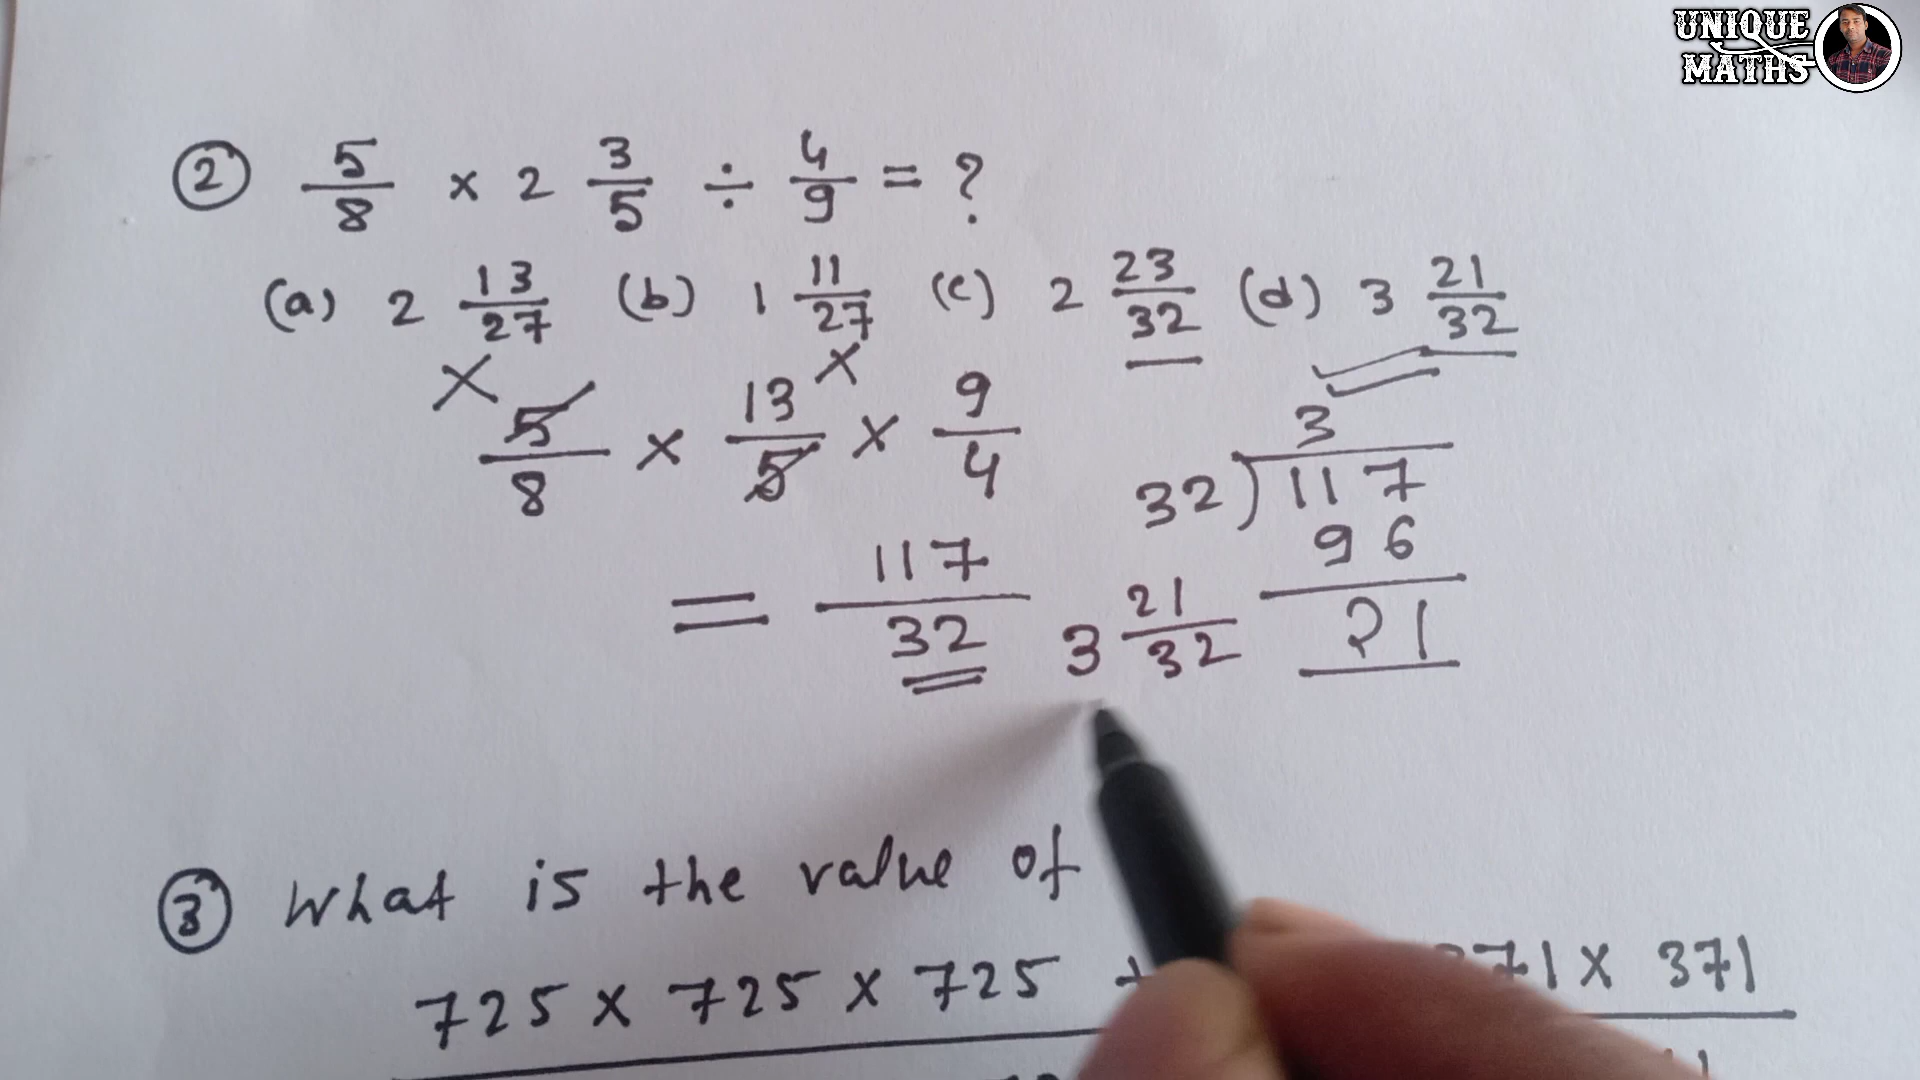 UNIQUE
MATHS
② 5/8 × 2 3/5 ÷ 4/9 = ?
(a) 2 13/27 (b) 1 11/27 (c) 2 23/32 (d) 3 21/32
5/8 × 13/5 × 9/4
= 117/32 3 21/32
3
32)117
96
21
③ What is the value of
725 × 725 × 725 + 371 × 371